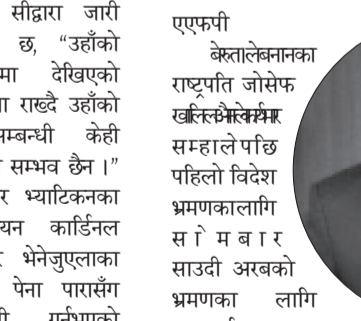 सीद्वारा जारी
छ, “उहाँको
मा देखिएको
ा राख्दै उहाँको
सम्बन्धी केही
सम्भव छैन ।”
र भ्याटिकनका
यन कार्डिनल
भेनेजुएलाका
पेना पारासँग
एएफपी
बेरुतालेबनानका
राष्ट्रपति जोसेफ
सम्हालेपछि
पहिलो विदेश
भ्रमणकालागि
सोमबार
साउदी अरबको
भ्रमणका लागि